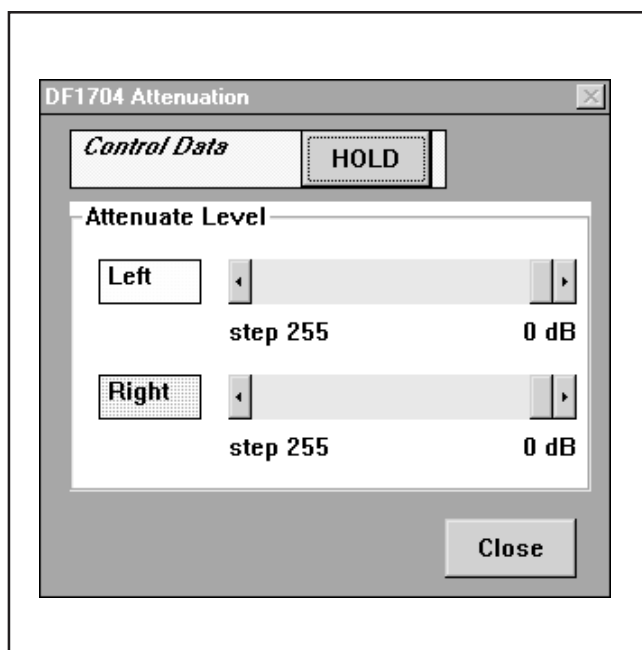 DF1704 Attenuation
Control Data
HOLD
Attenuate Level
Left
step 255 0 dB
Right
step 255 0 dB
Close